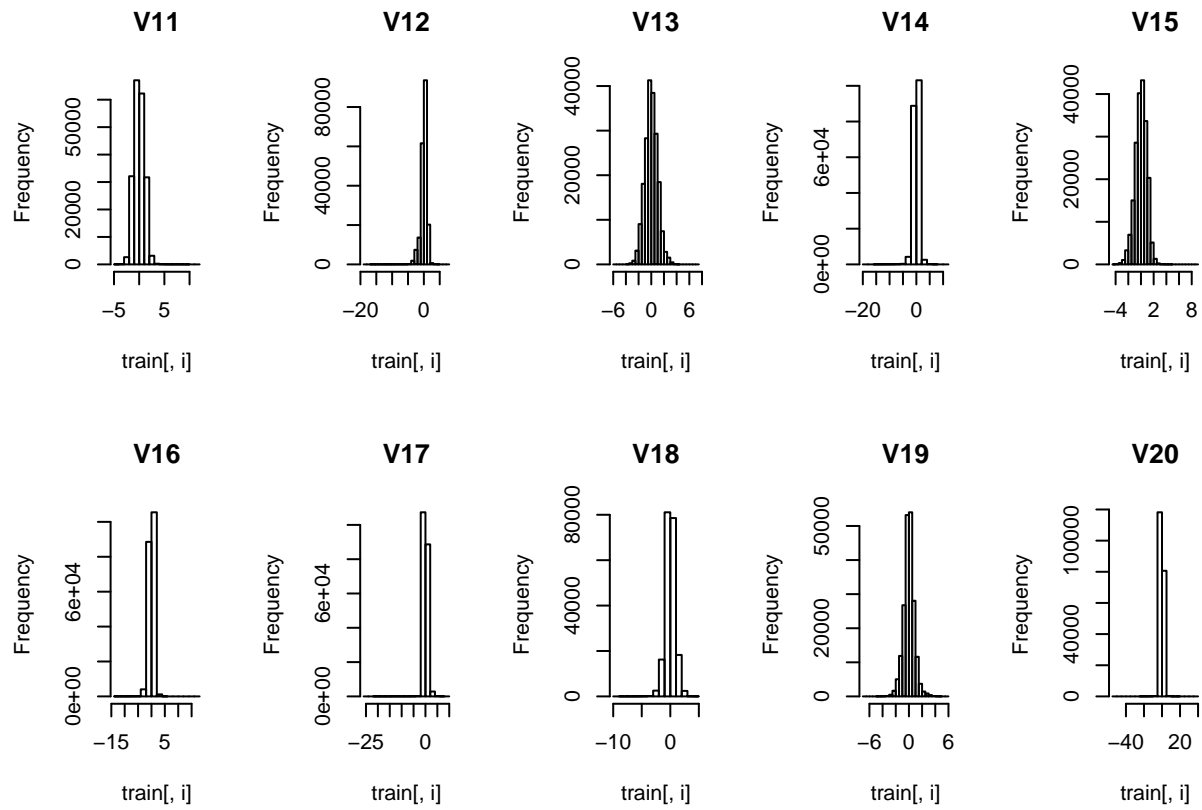 V11
Frequency
0
20000
50000
−5
5
train[, i]
V12
Frequency
0
40000
80000
−20
0
train[, i]
V13
Frequency
0
20000
40000
−6
0
6
train[, i]
V14
Frequency
0e+00
6e+04
−20
0
train[, i]
V15
Frequency
0
20000
40000
−4
2
8
train[, i]
V16
Frequency
0e+00
6e+04
−15
5
train[, i]
V17
Frequency
0e+00
6e+04
−25
0
train[, i]
V18
Frequency
0
40000
80000
−10
0
train[, i]
V19
Frequency
0
20000
50000
−6
0
6
train[, i]
V20
Frequency
0
40000
100000
−40
20
train[, i]